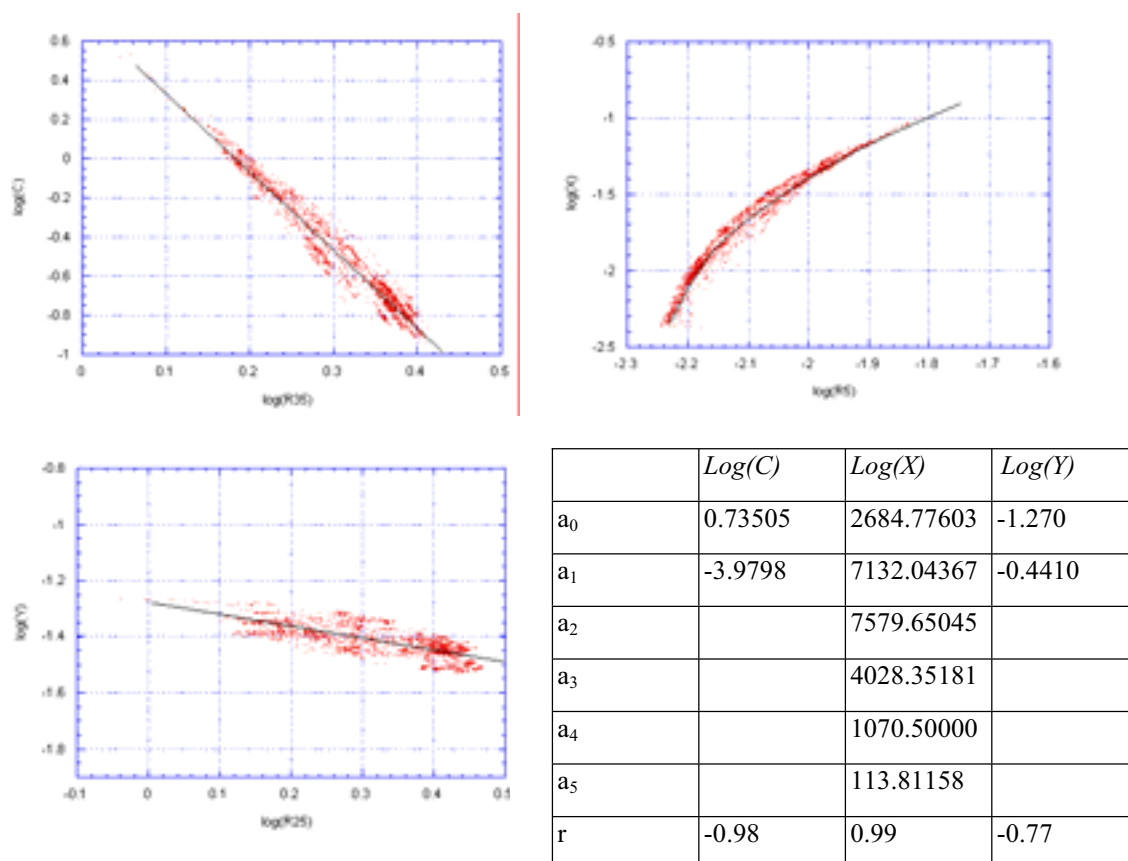 0.6
0.4
0.2
0
-0.2
-0.4
-0.6
-0.8
-1
log(C)
0 0.1 0.2 0.3 0.4 0.5
log(R35)
-0.5
-1
-1.5
-2
-2.5
log(X)
-2.3 -2.2 -2.1 -2 -1.9 -1.8 -1.7 -1.6
log(R5)
-0.8
-1
-1.2
-1.4
-1.6
-1.8
log(Y)
-0.1 0 0.1 0.2 0.3 0.4 0.5
log(R25)
Log(C) Log(X) Log(Y)
a0 0.73505 2684.77603 -1.270
a1 -3.9798 7132.04367 -0.4410
a2 7579.65045
a3 4028.35181
a4 1070.50000
a5 113.81158
r -0.98 0.99 -0.77